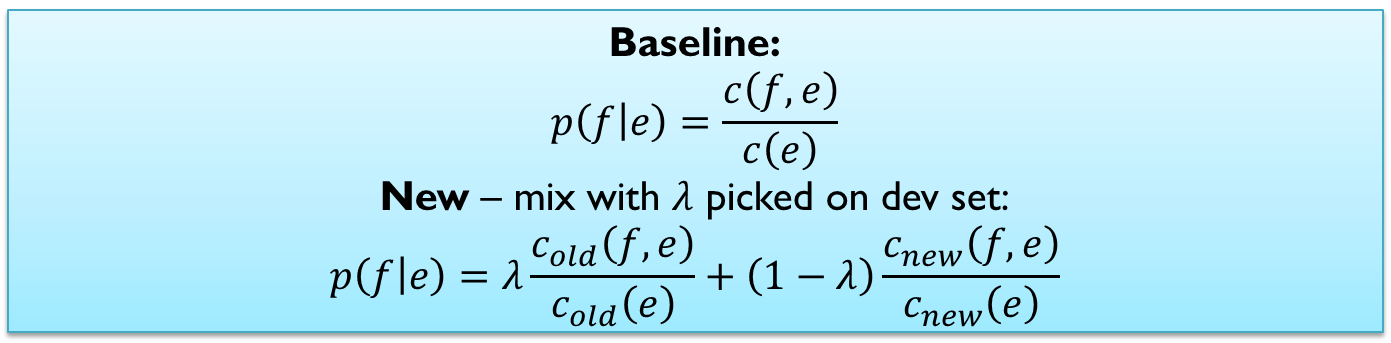 Baseline:
p(f|e) = c(f, e) / c(e)
New – mix with λ picked on dev set:
p(f|e) = λ c_old(f, e) / c_old(e) + (1 − λ) c_new(f, e) / c_new(e)